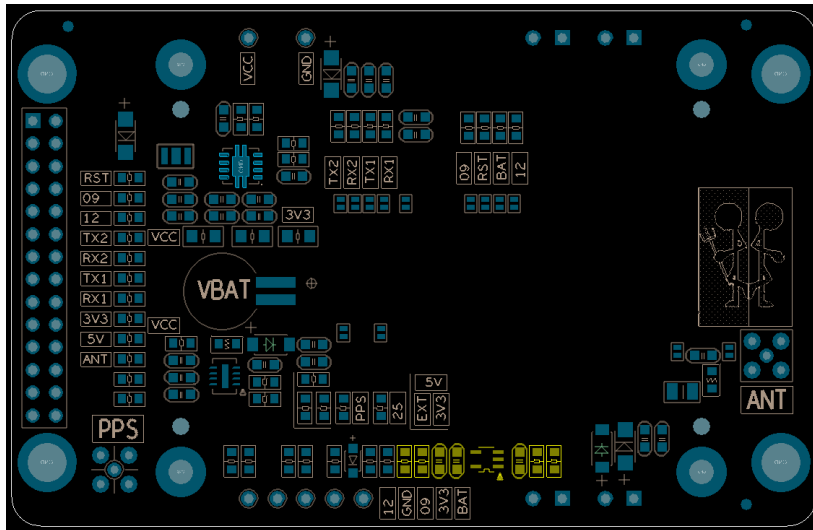 VCC
GND
TX2
RX2
TX1
RX1
09
RST
BAT
12
RST
09
12
TX2
RX2
TX1
RX1
3V3
5V
ANT
VCC
3V3
VBAT
VCC
PPS
25
5V
EXT
3V3
PPS
ANT
12
GND
09
3V3
BAT